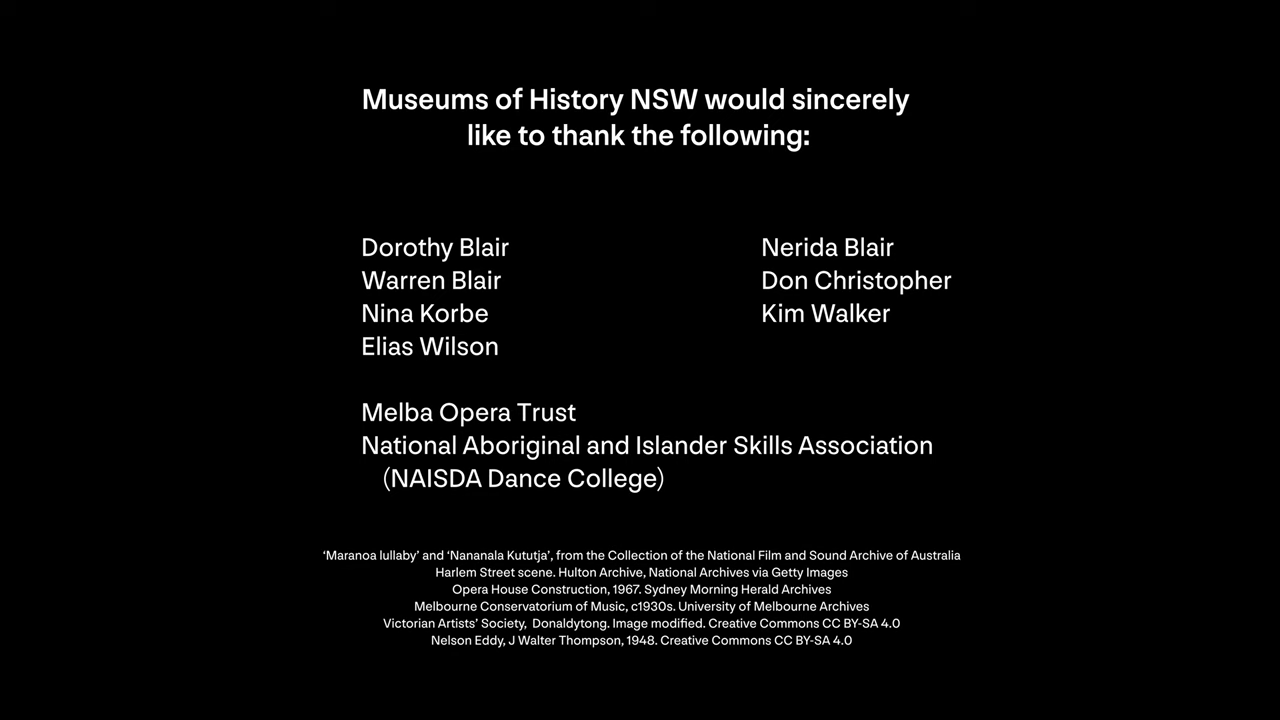 Museums of History NSW would sincerely
like to thank the following:
Dorothy Blair
Warren Blair
Nina Korbe
Elias Wilson
Nerida Blair
Don Christopher
Kim Walker
Melba Opera Trust
National Aboriginal and Islander Skills Association
(NAISDA Dance College)
‘Maranoa lullaby’ and ‘Nananala Kututja’, from the Collection of the National Film and Sound Archive of Australia
Harlem Street scene. Hulton Archive, National Archives via Getty Images
Opera House Construction, 1967. Sydney Morning Herald Archives
Melbourne Conservatorium of Music, c1930s. University of Melbourne Archives
Victorian Artists’ Society, Donaldytong. Image modified. Creative Commons CC BY-SA 4.0
Nelson Eddy, J Walter Thompson, 1948. Creative Commons CC BY-SA 4.0